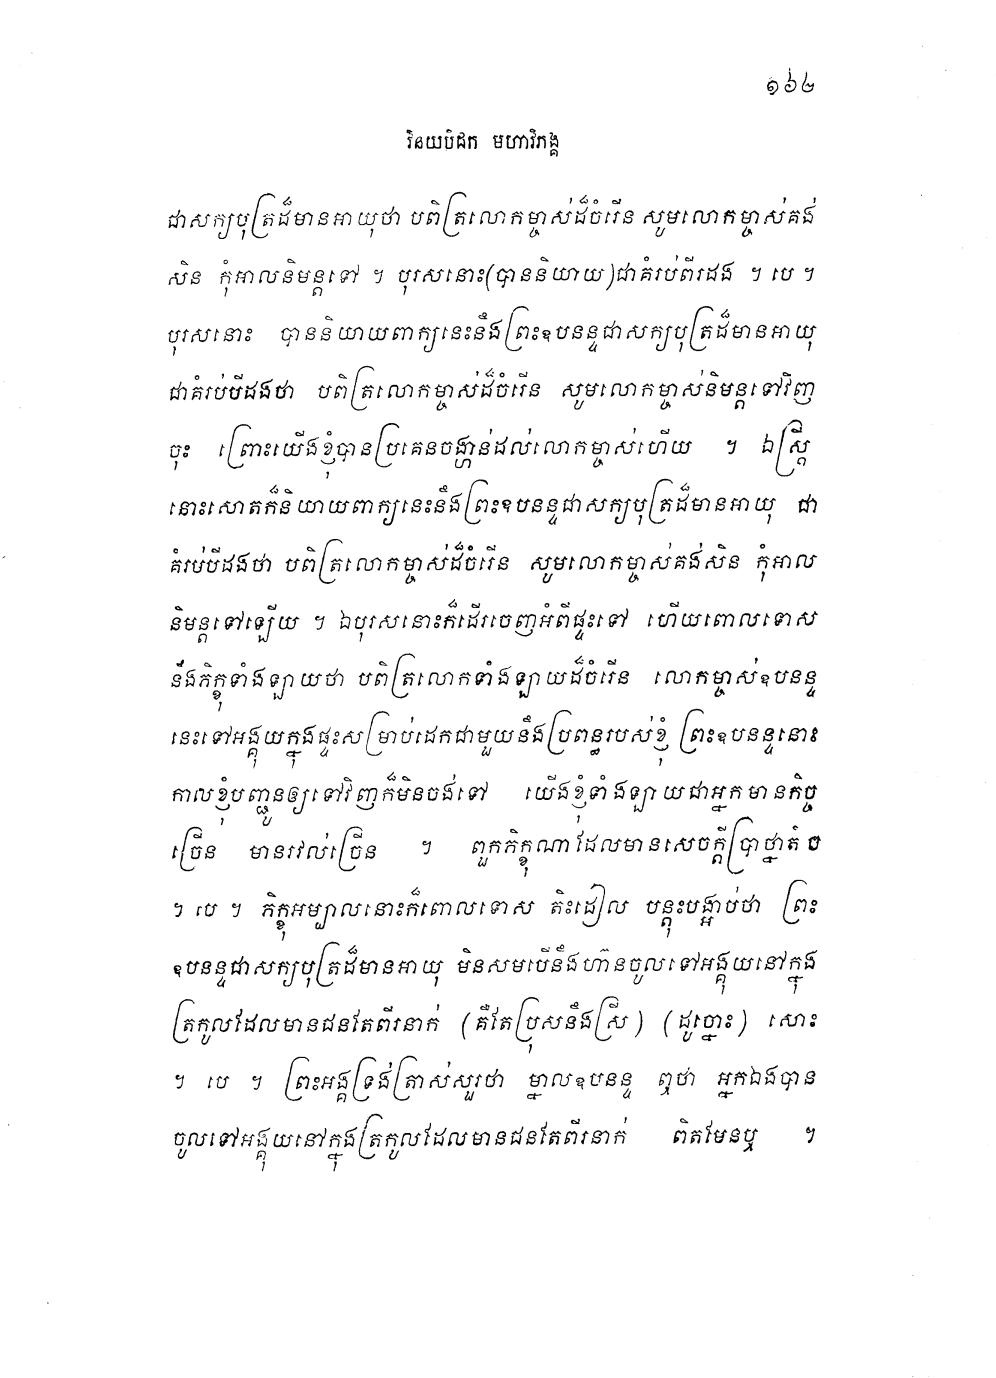 ១៦២
វិនយបិដក មហាវិភង្គ
ជាសក្យបុត្រដ៏មានអាយុថា បពិត្រលោកម្ចាស់ដ៏ចំរើន សូមលោកម្ចាស់គង់
សិន កុំអាលនិមន្តទៅ ។ បុរសនោះ(បាននិយាយ)ជាគំរប់ពីរដង ។ បេ ។
បុរសនោះ បាននិយាយពាក្យនេះនឹងព្រះឧបនន្ទជាសក្យបុត្រដ៏មានអាយុ
ជាគំរប់បីដងថា បពិត្រលោកម្ចាស់ដ៏ចំរើន សូមលោកម្ចាស់និមន្តទៅវិញ
ចុះ ព្រោះយើងខ្ញុំបានប្រគេនចង្ហាន់ដល់លោកម្ចាស់ហើយ ។ ឯស្ត្រី
នោះសោតក៏និយាយពាក្យនេះនឹងព្រះឧបនន្ទជាសក្យបុត្រដ៏មានអាយុ ជា
គំរប់បីដងថា បពិត្រលោកម្ចាស់ដ៏ចំរើន សូមលោកម្ចាស់គង់សិន កុំអាល
និមន្តទៅឡើយ ។ ឯបុរសនោះក៏ដើរចេញអំពីផ្ទះទៅ ហើយពោលទោស
នឹងភិក្ខុទាំងឡាយថា បពិត្រលោកទាំងឡាយដ៏ចំរើន លោកម្ចាស់ឧបនន្ទ
នេះទៅអង្គុយក្នុងផ្ទះសម្រាប់ដេកជាមួយនឹងប្រពន្ធរបស់ខ្ញុំ ព្រះឧបនន្ទនោះ
កាលខ្ញុំបញ្ជូនឲ្យទៅវិញក៏មិនចង់ទៅ យើងខ្ញុំទាំងឡាយជាអ្នកមានកិច្ច
ច្រើន មានរវល់ច្រើន ។ ពួកភិក្ខុណាដែលមានសេចក្តីប្រាថ្នាតិច
។ បេ ។ ភិក្ខុអម្បាលនោះក៏ពោលទោស តិះដៀល បន្តុះបង្អាប់ថា ព្រះ
ឧបនន្ទជាសក្យបុត្រដ៏មានអាយុ មិនសមបើនឹងហ៊ានចូលទៅអង្គុយនៅក្នុង
ត្រកូលដែលមានជនតែពីរនាក់ (គឺតែប្រុសនឹងស្រី) (ដូច្នោះ) សោះ
។ បេ ។ ព្រះអង្គទ្រង់ត្រាស់សួរថា ម្នាលឧបនន្ទ ឮថា អ្នកឯងបាន
ចូលទៅអង្គុយនៅក្នុងត្រកូលដែលមានជនតែពីរនាក់ ពិតមែនឬ ។